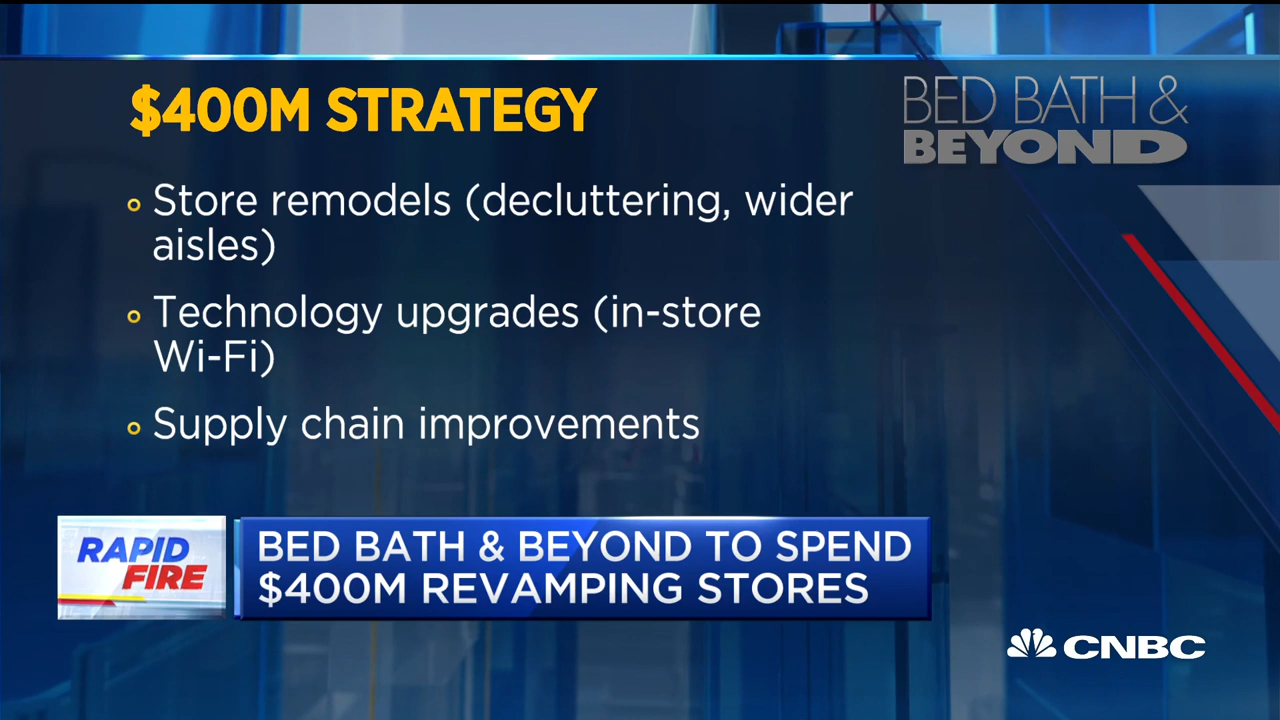 $400M STRATEGY
BED BATH &
BEYOND
Store remodels (decluttering, wider
aisles)
Technology upgrades (in-store
Wi-Fi)
Supply chain improvements
RAPID
FIRE
BED BATH & BEYOND TO SPEND
$400M REVAMPING STORES
CNBC